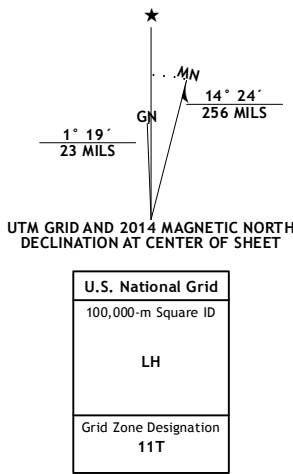 MN
GN
14° 24´
256 MILS
1° 19´
23 MILS
UTM GRID AND 2014 MAGNETIC NORTH
DECLINATION AT CENTER OF SHEET
U.S. National Grid
100,000-m Square ID
LH
Grid Zone Designation
11T